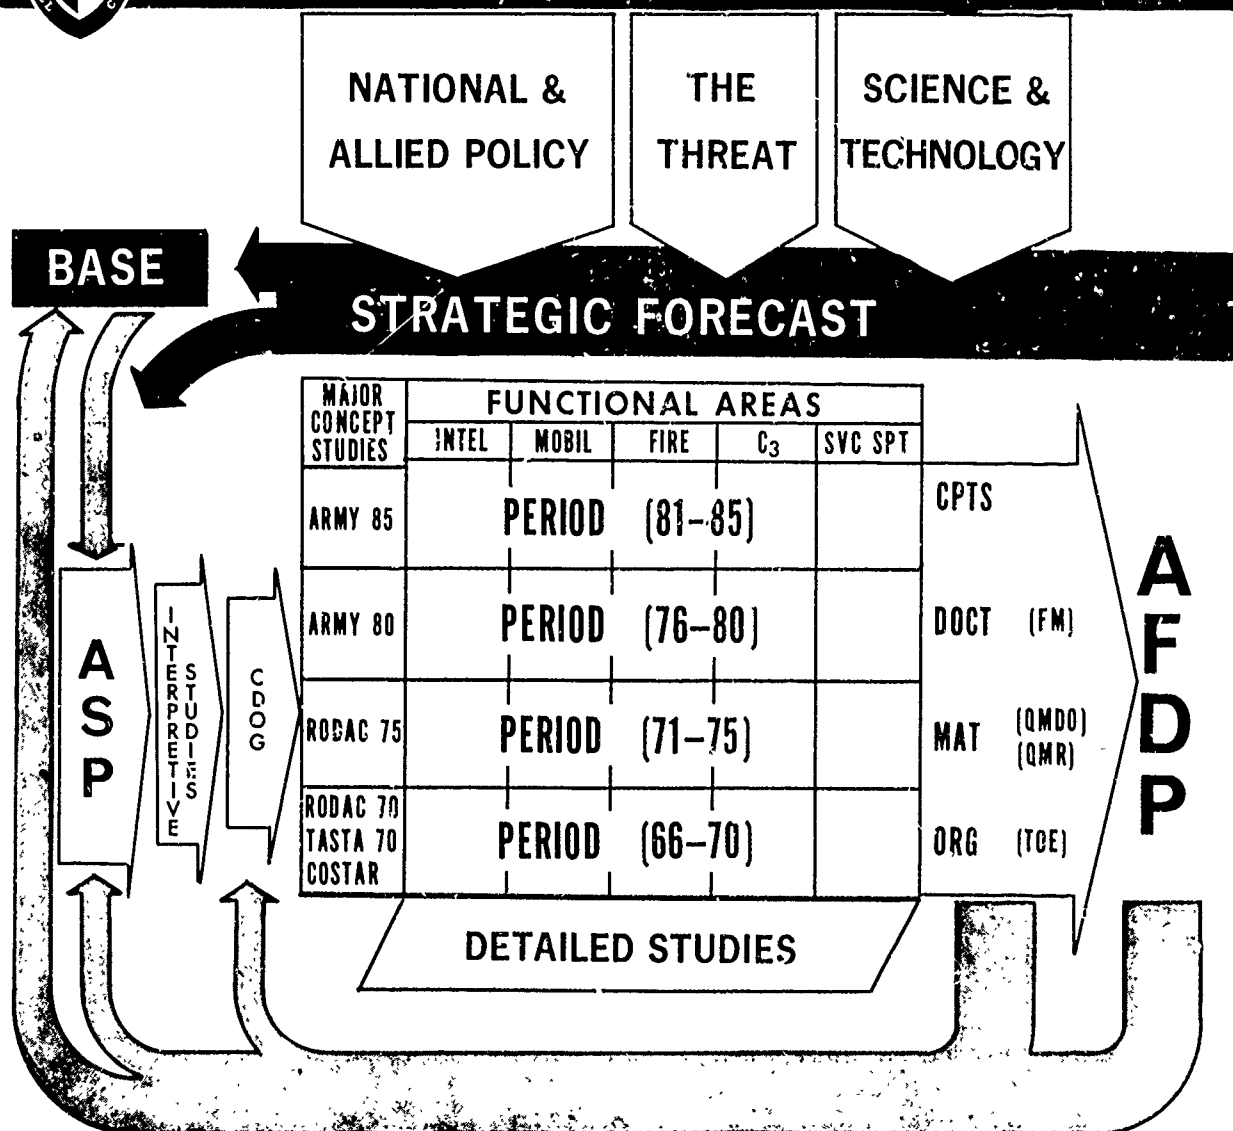 NATIONAL &
ALLIED POLICY
THE
THREAT
SCIENCE &
TECHNOLOGY
BASE
STRATEGIC FORECAST
MAJOR
CONCEPT
STUDIES
FUNCTIONAL AREAS
INTEL MOBIL FIRE C3 SVC SPT
ARMY 85
PERIOD (81-85)
ARMY 80
PERIOD (76-80)
RODAC 75
PERIOD (71-75)
RODAC 70
TASTA 70
COSTAR
PERIOD (66-70)
DETAILED STUDIES
ASP
INTERPRETIVE
STUDIES
CDOG
CPTS
DOCT (FM)
MAT (QMDO)
(QMR)
ORG (TOE)
AFDP